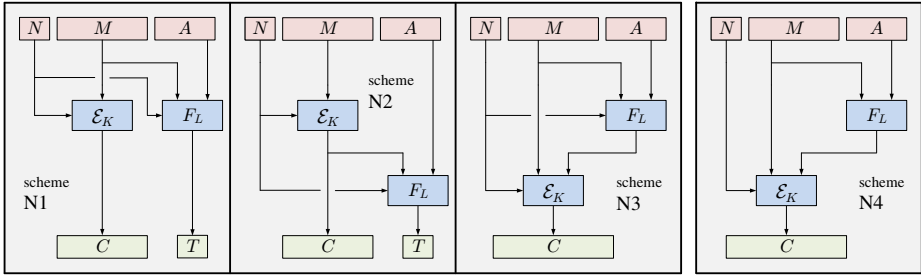 N M A
N M A
N M A
N M A
ℰ_K F_L
scheme
N1
C T
ℰ_K
scheme
N2
F_L
C T
F_L
ℰ_K
scheme
N3
C
F_L
ℰ_K
scheme
N4
C